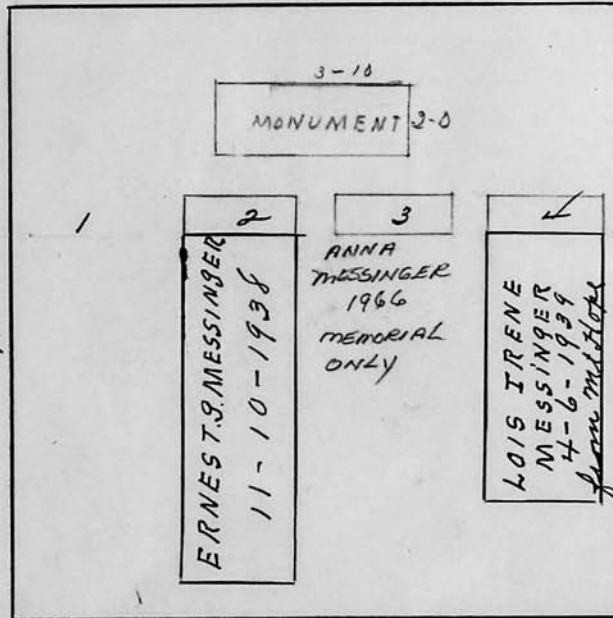 3-10
MONUMENT 2-0
1
2
3
4
ERNEST.G.MESSINGER
11-10-1938
ANNA
MESSINGER
1966
MEMORIAL
ONLY
LOIS IRENE
MESSINGER
4-6-1939
from Mt Hope